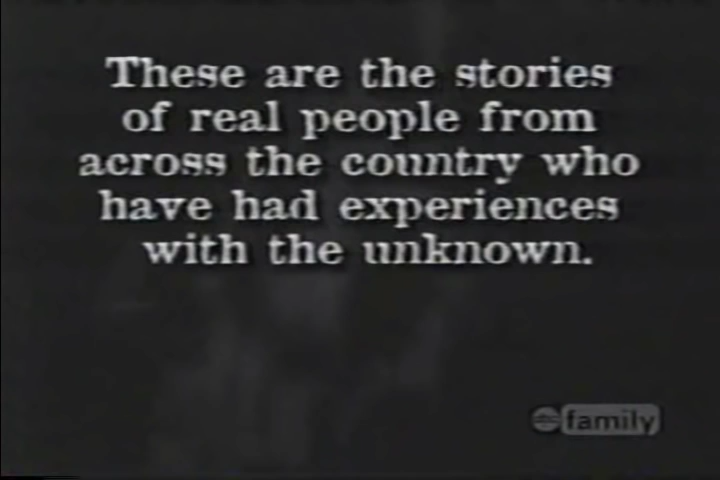 These are the stories
of real people from
across the country who
have had experiences
with the unknown.
abc family